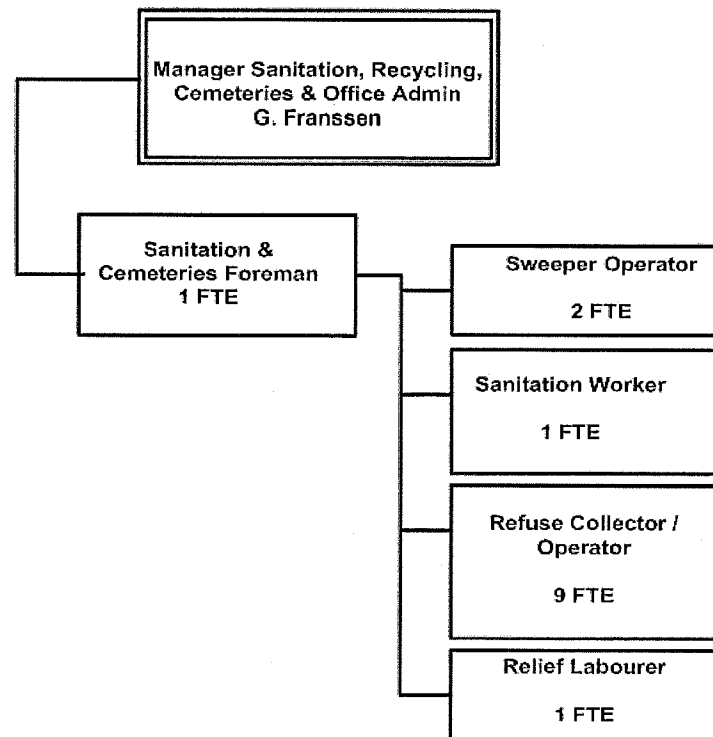 Manager Sanitation, Recycling,
Cemeteries & Office Admin
G. Franssen
Sanitation &
Cemeteries Foreman
1 FTE
Sweeper Operator
2 FTE
Sanitation Worker
1 FTE
Refuse Collector /
Operator
9 FTE
Relief Labourer
1 FTE